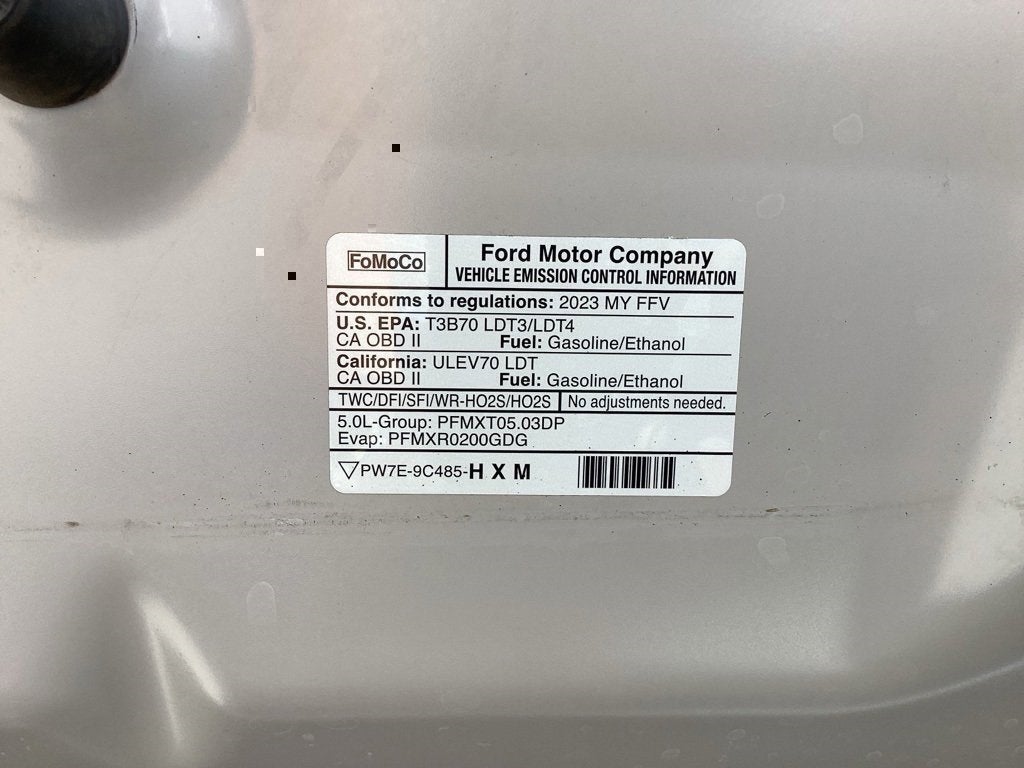 FoMoCo
Ford Motor Company
VEHICLE EMISSION CONTROL INFORMATION
Conforms to regulations: 2023 MY FFV
U.S. EPA: T3B70 LDT3/LDT4
CA OBD II Fuel: Gasoline/Ethanol
California: ULEV70 LDT
CA OBD II Fuel: Gasoline/Ethanol
TWC/DFI/SFI/WR-HO2S/HO2S No adjustments needed.
5.0L-Group: PFMXT05.03DP
Evap: PFMXR0200GDG
PW7E-9C485-H X M